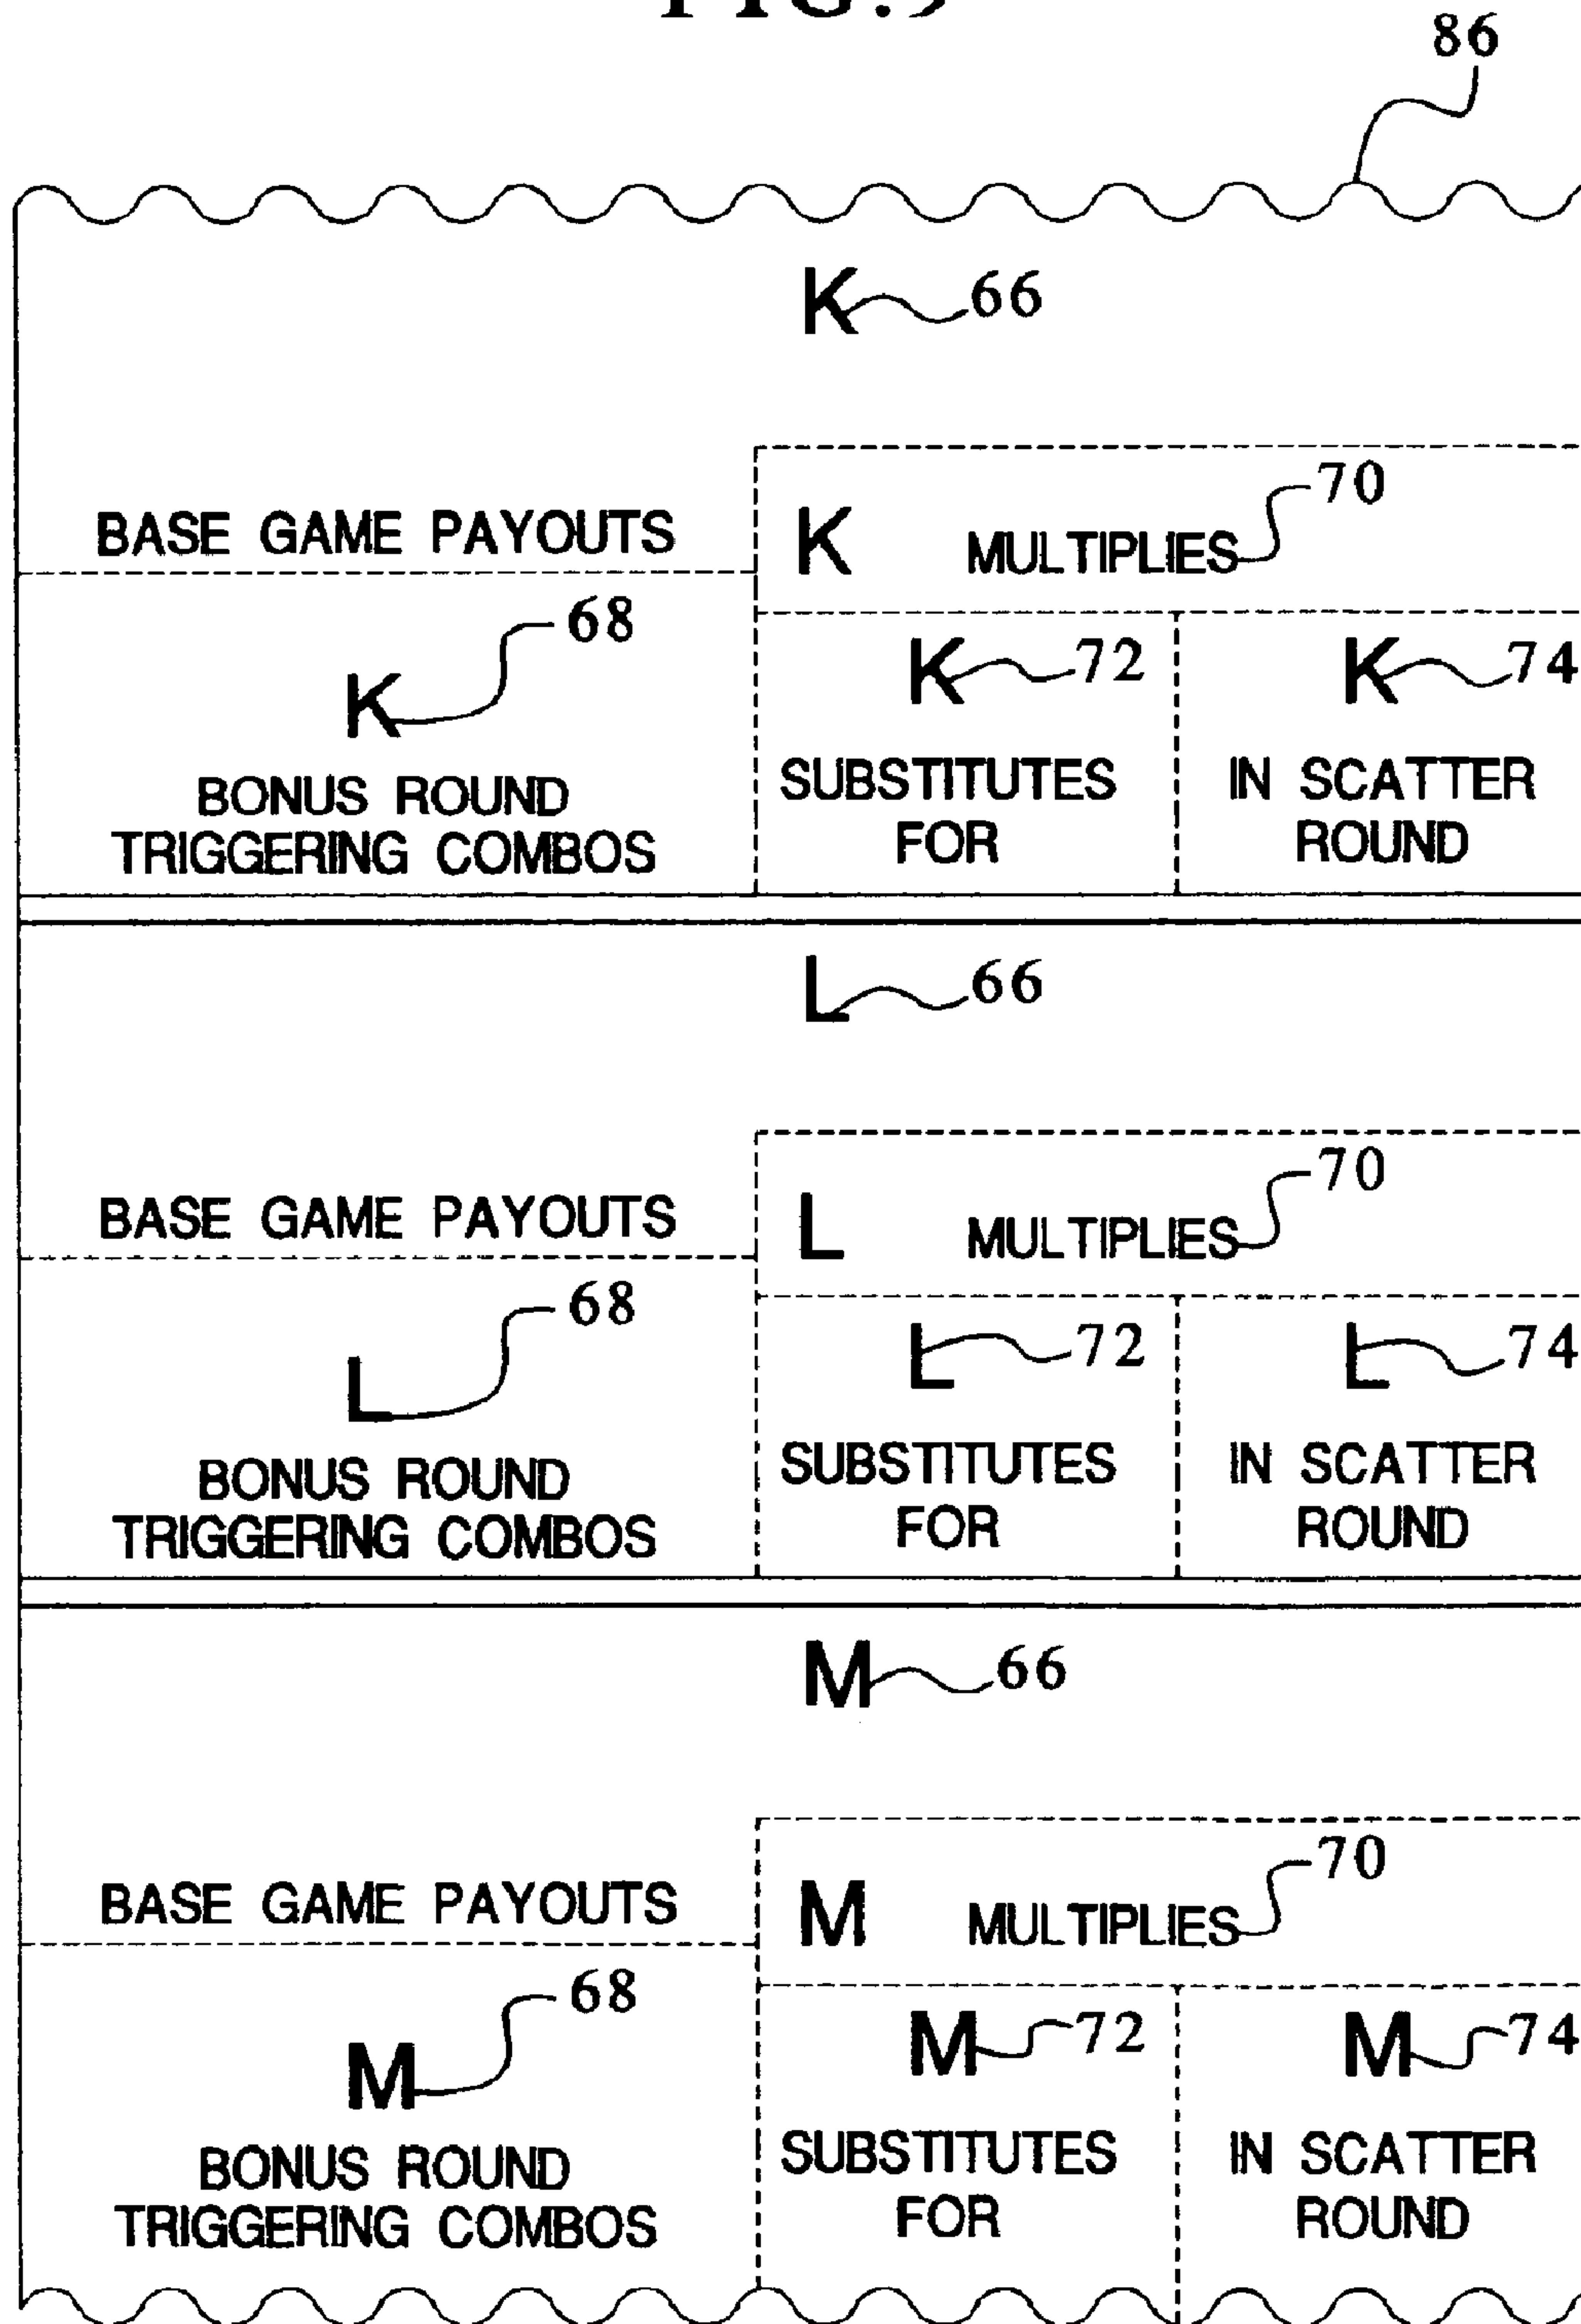 FIG.9
86
K 66
BASE GAME PAYOUTS
K MULTIPLIES 70
68
K
BONUS ROUND
TRIGGERING COMBOS
K 72
SUBSTITUTES
FOR
K 74
IN SCATTER
ROUND
L 66
BASE GAME PAYOUTS
L MULTIPLIES 70
68
L
BONUS ROUND
TRIGGERING COMBOS
L 72
SUBSTITUTES
FOR
L 74
IN SCATTER
ROUND
M 66
BASE GAME PAYOUTS
M MULTIPLIES 70
68
M
BONUS ROUND
TRIGGERING COMBOS
M 72
SUBSTITUTES
FOR
M 74
IN SCATTER
ROUND